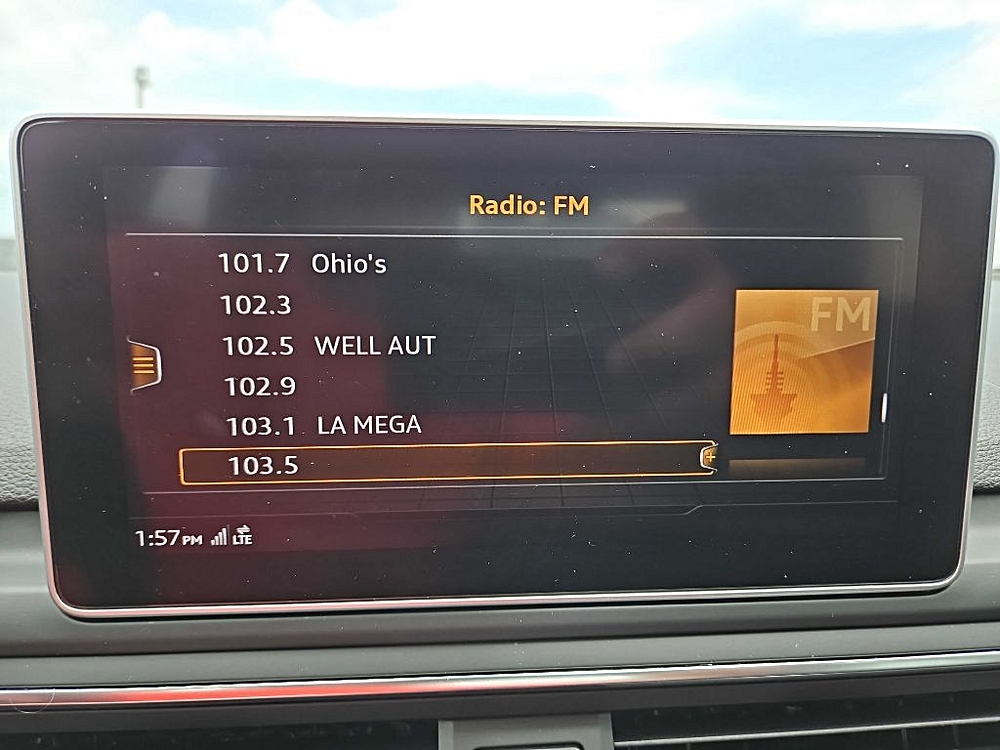 Radio: FM
101.7 Ohio's
102.3
102.5 WELL AUT
102.9
103.1 LA MEGA
103.5
FM
1:57PM LTE